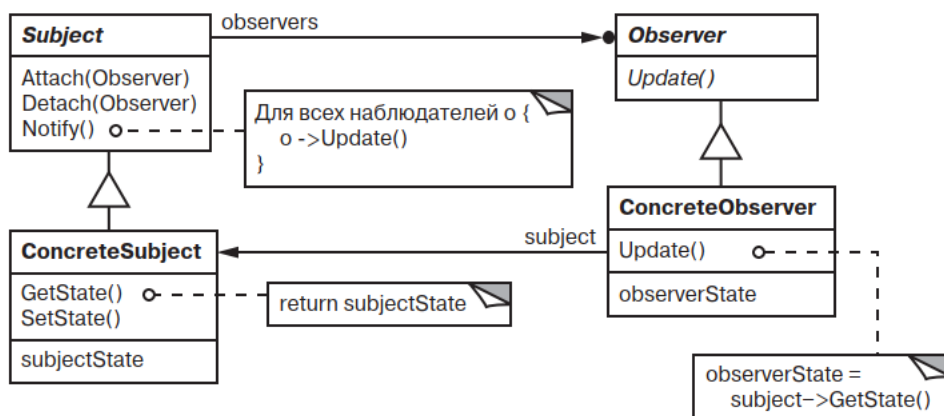 Subject
observers
Observer
Attach(Observer)
Detach(Observer)
Notify()
Update()
Для всех наблюдателей o {
o ->Update()
}
ConcreteSubject
subject
ConcreteObserver
GetState()
SetState()
return subjectState
Update()
subjectState
observerState
observerState =
subject->GetState()